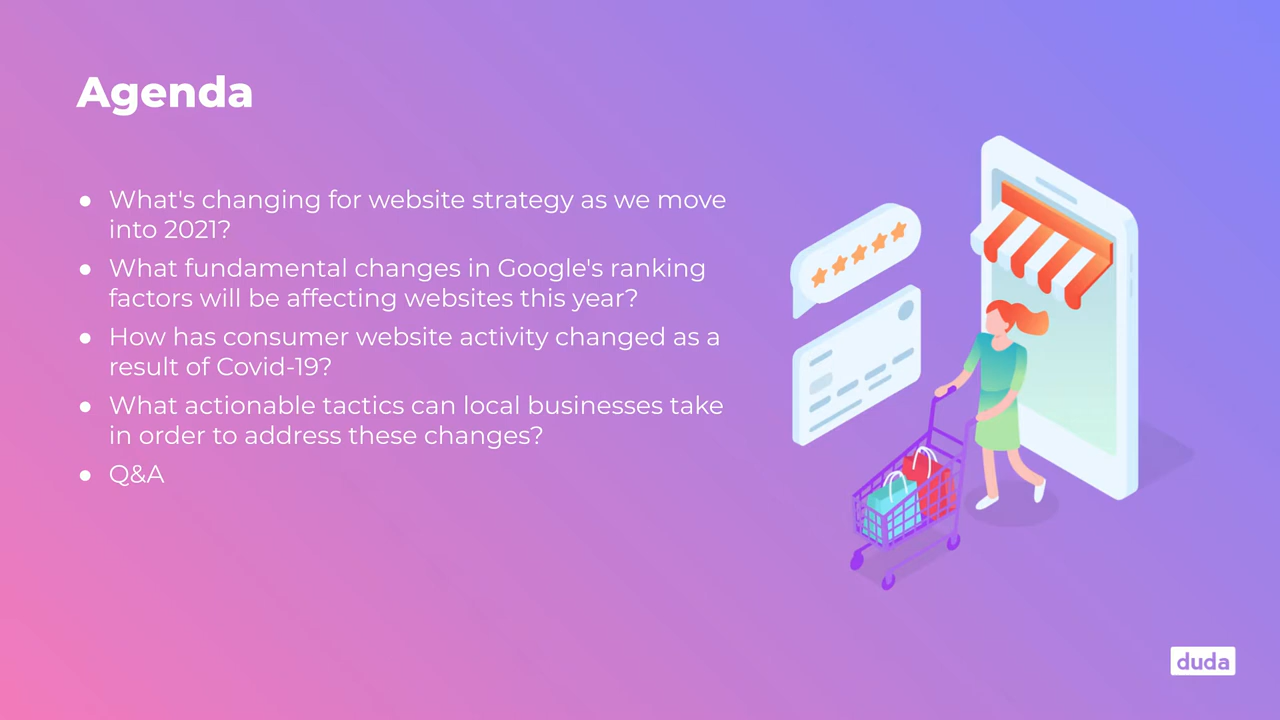 Agenda
● What's changing for website strategy as we move
into 2021?
● What fundamental changes in Google's ranking
factors will be affecting websites this year?
● How has consumer website activity changed as a
result of Covid-19?
● What actionable tactics can local businesses take
in order to address these changes?
● Q&A
duda